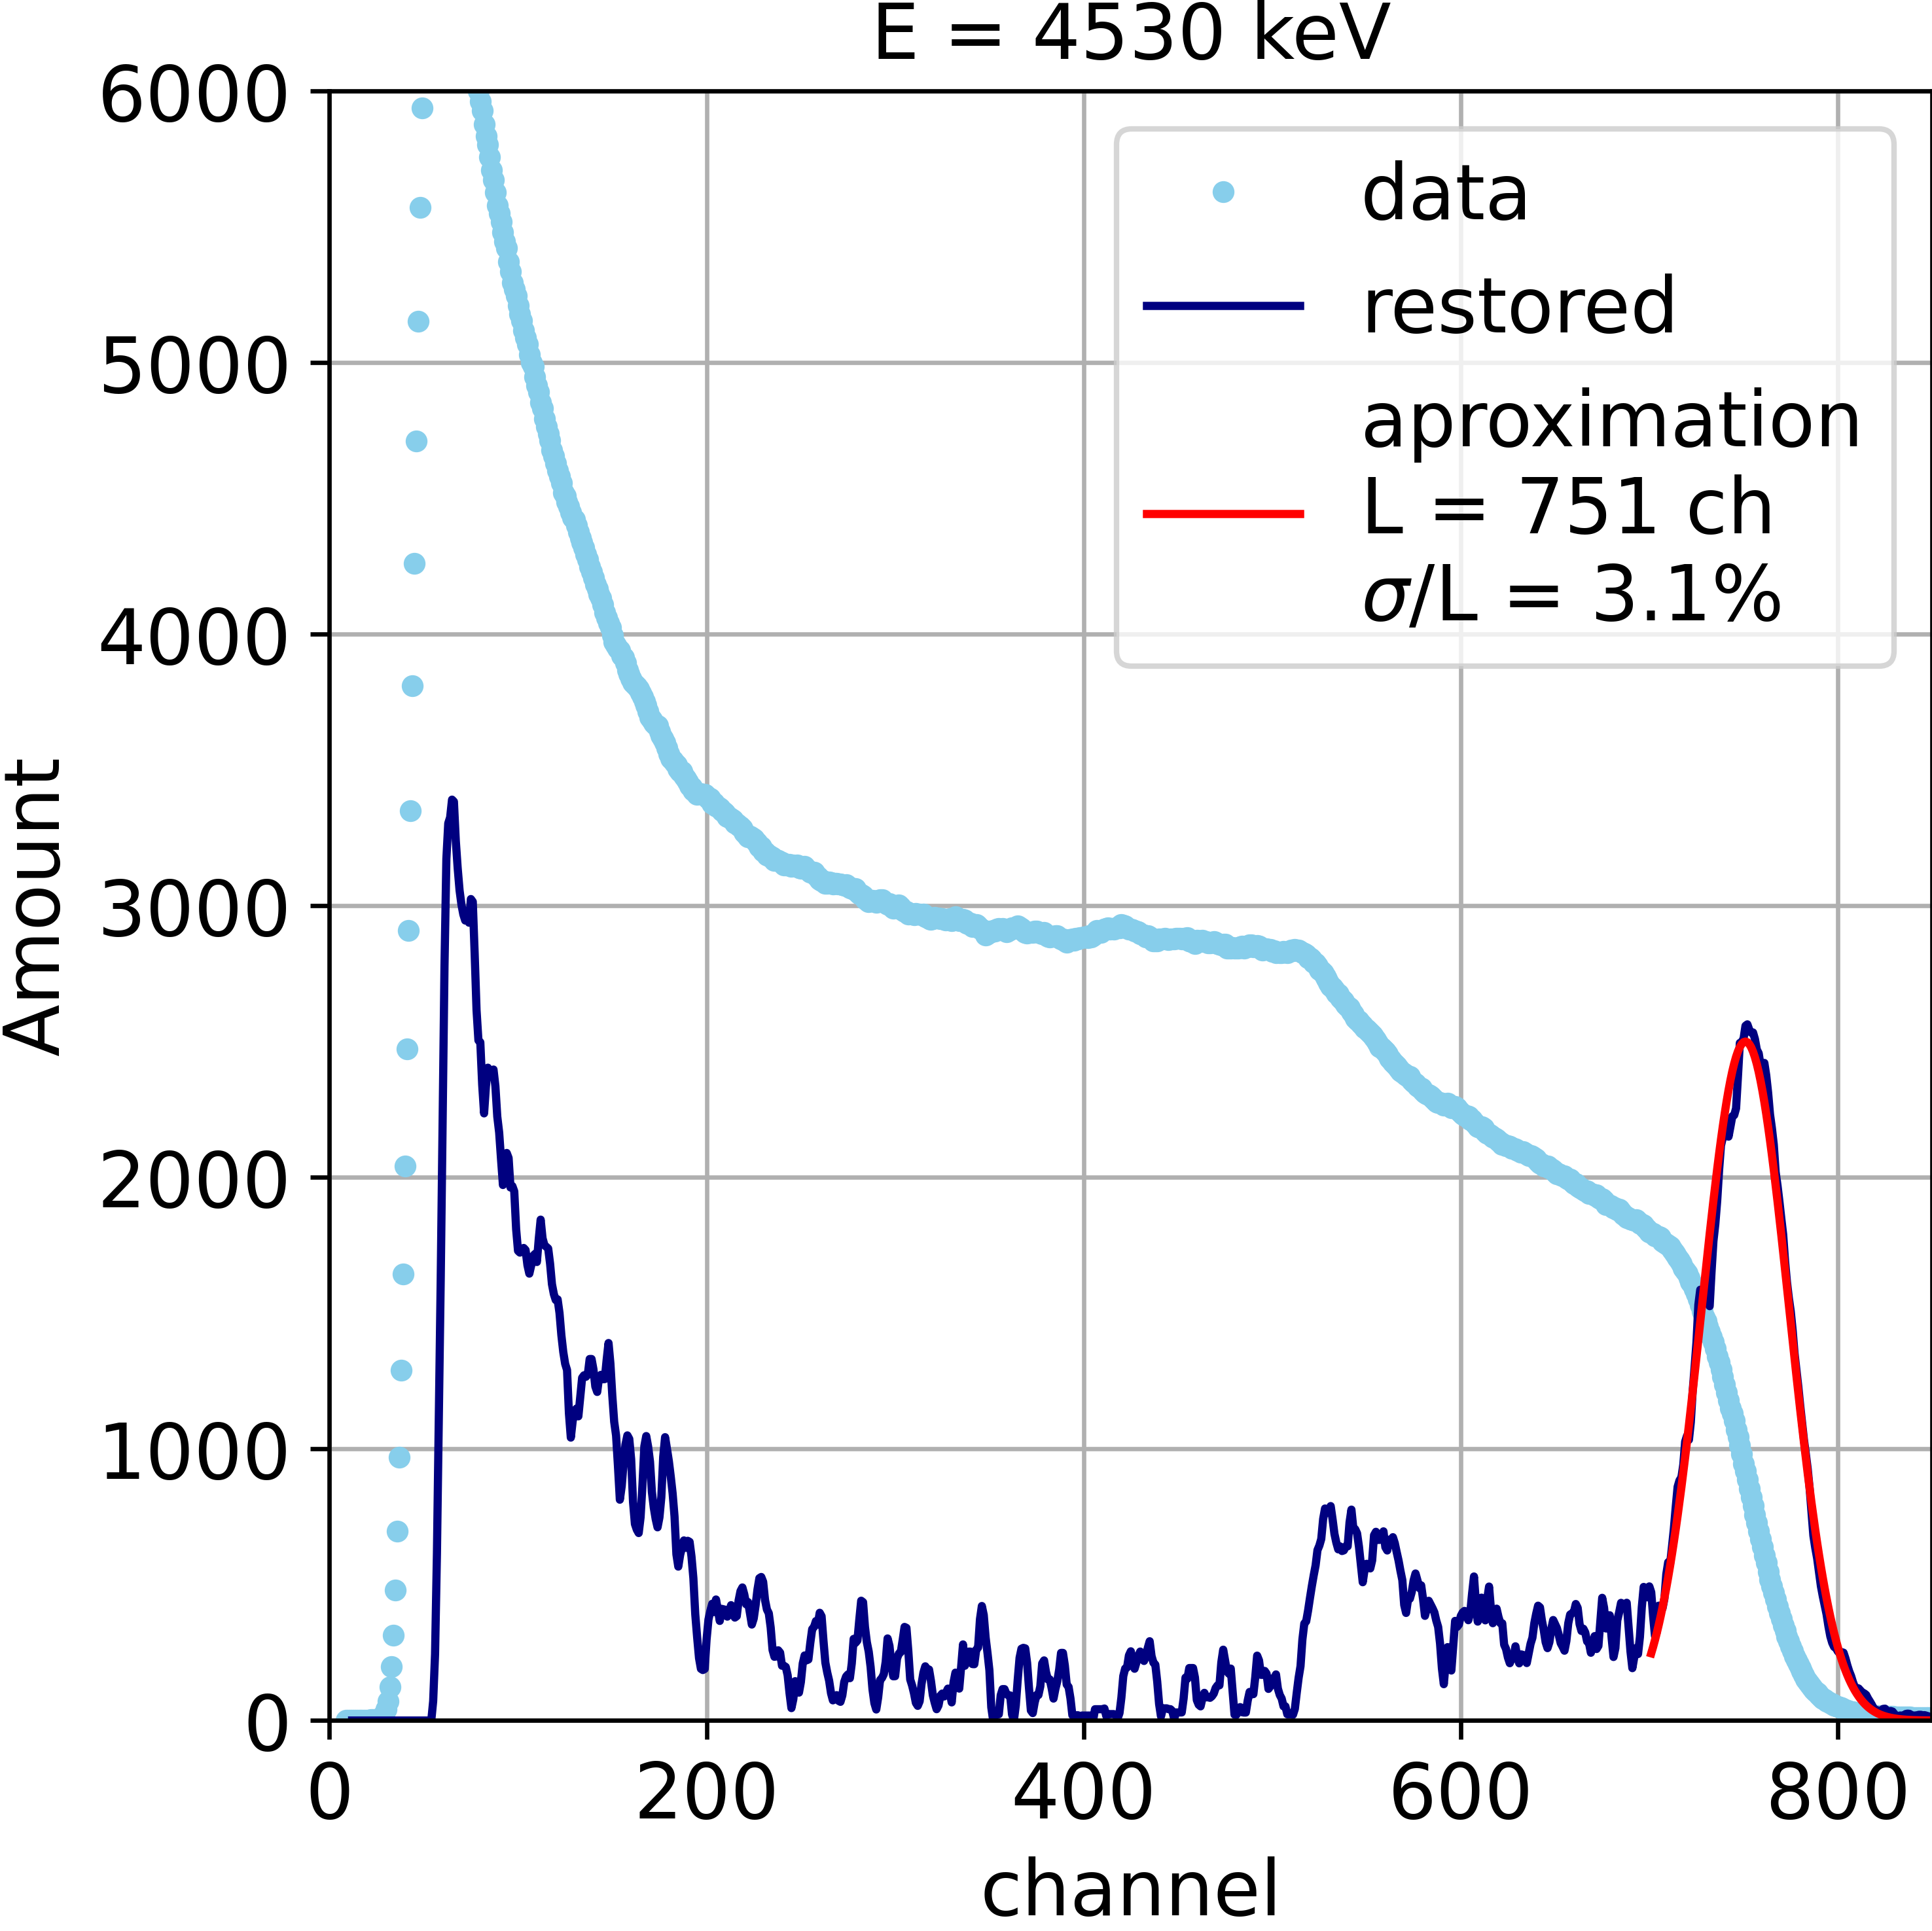 E = 4530 keV
6000
5000
4000
3000
2000
1000
0
Amount
data
restored
aproximation
L = 751 ch
σ/L = 3.1%
0 200 400 600 800
channel